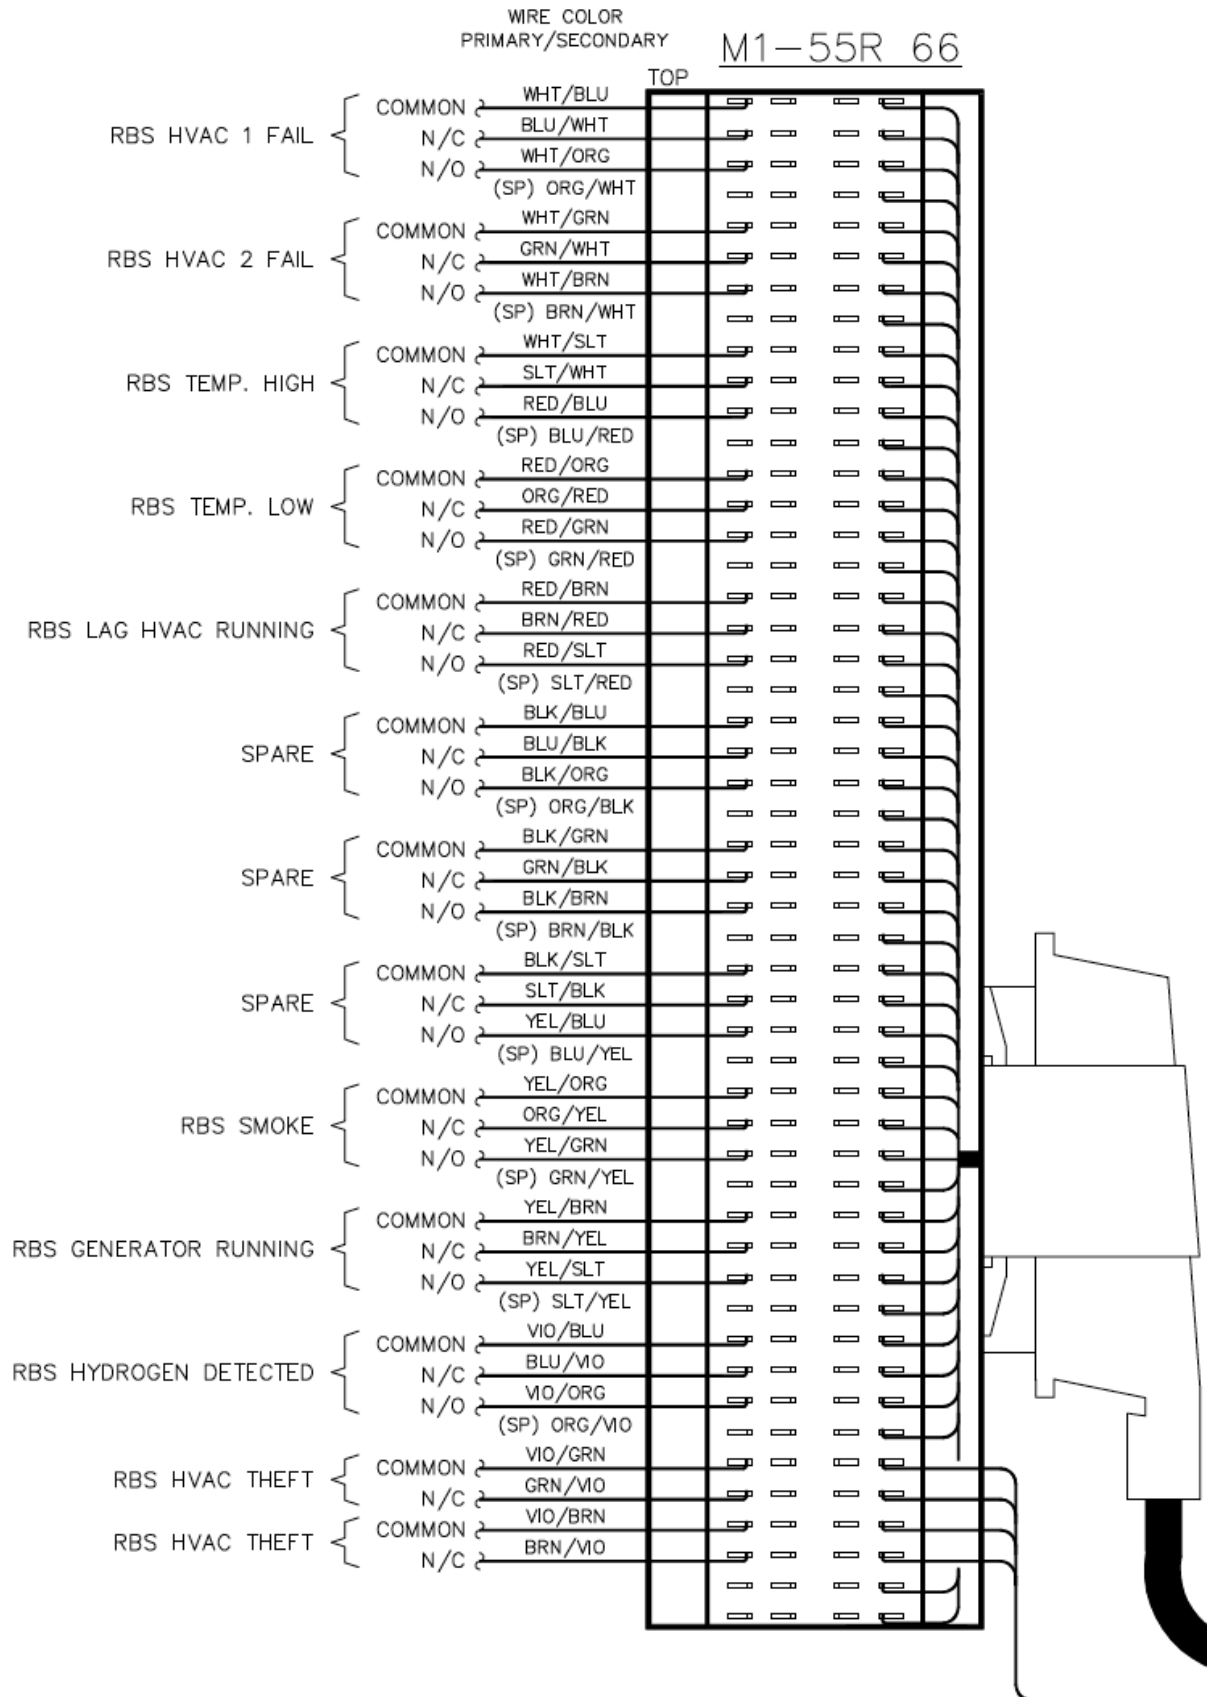 WIRE COLOR
PRIMARY/SECONDARY
M1-55R 66
TOP
WHT/BLU
COMMON
BLU/WHT
RBS HVAC 1 FAIL
N/C
WHT/ORG
N/O
(SP) ORG/WHT
WHT/GRN
COMMON
GRN/WHT
RBS HVAC 2 FAIL
N/C
WHT/BRN
N/O
(SP) BRN/WHT
WHT/SLT
COMMON
SLT/WHT
RBS TEMP. HIGH
N/C
RED/BLU
N/O
(SP) BLU/RED
RED/ORG
COMMON
ORG/RED
RBS TEMP. LOW
N/C
RED/GRN
N/O
(SP) GRN/RED
RED/BRN
COMMON
BRN/RED
RBS LAG HVAC RUNNING
N/C
RED/SLT
N/O
(SP) SLT/RED
BLK/BLU
COMMON
BLU/BLK
SPARE
N/C
BLK/ORG
N/O
(SP) ORG/BLK
BLK/GRN
COMMON
GRN/BLK
SPARE
N/C
BLK/BRN
N/O
(SP) BRN/BLK
BLK/SLT
COMMON
SLT/BLK
SPARE
N/C
YEL/BLU
N/O
(SP) BLU/YEL
YEL/ORG
COMMON
ORG/YEL
RBS SMOKE
N/C
YEL/GRN
N/O
(SP) GRN/YEL
YEL/BRN
COMMON
BRN/YEL
RBS GENERATOR RUNNING
N/C
YEL/SLT
N/O
(SP) SLT/YEL
VIO/BLU
COMMON
BLU/VIO
RBS HYDROGEN DETECTED
N/C
VIO/ORG
N/O
(SP) ORG/VIO
VIO/GRN
COMMON
RBS HVAC THEFT
GRN/VIO
N/C
VIO/BRN
COMMON
RBS HVAC THEFT
BRN/VIO
N/C